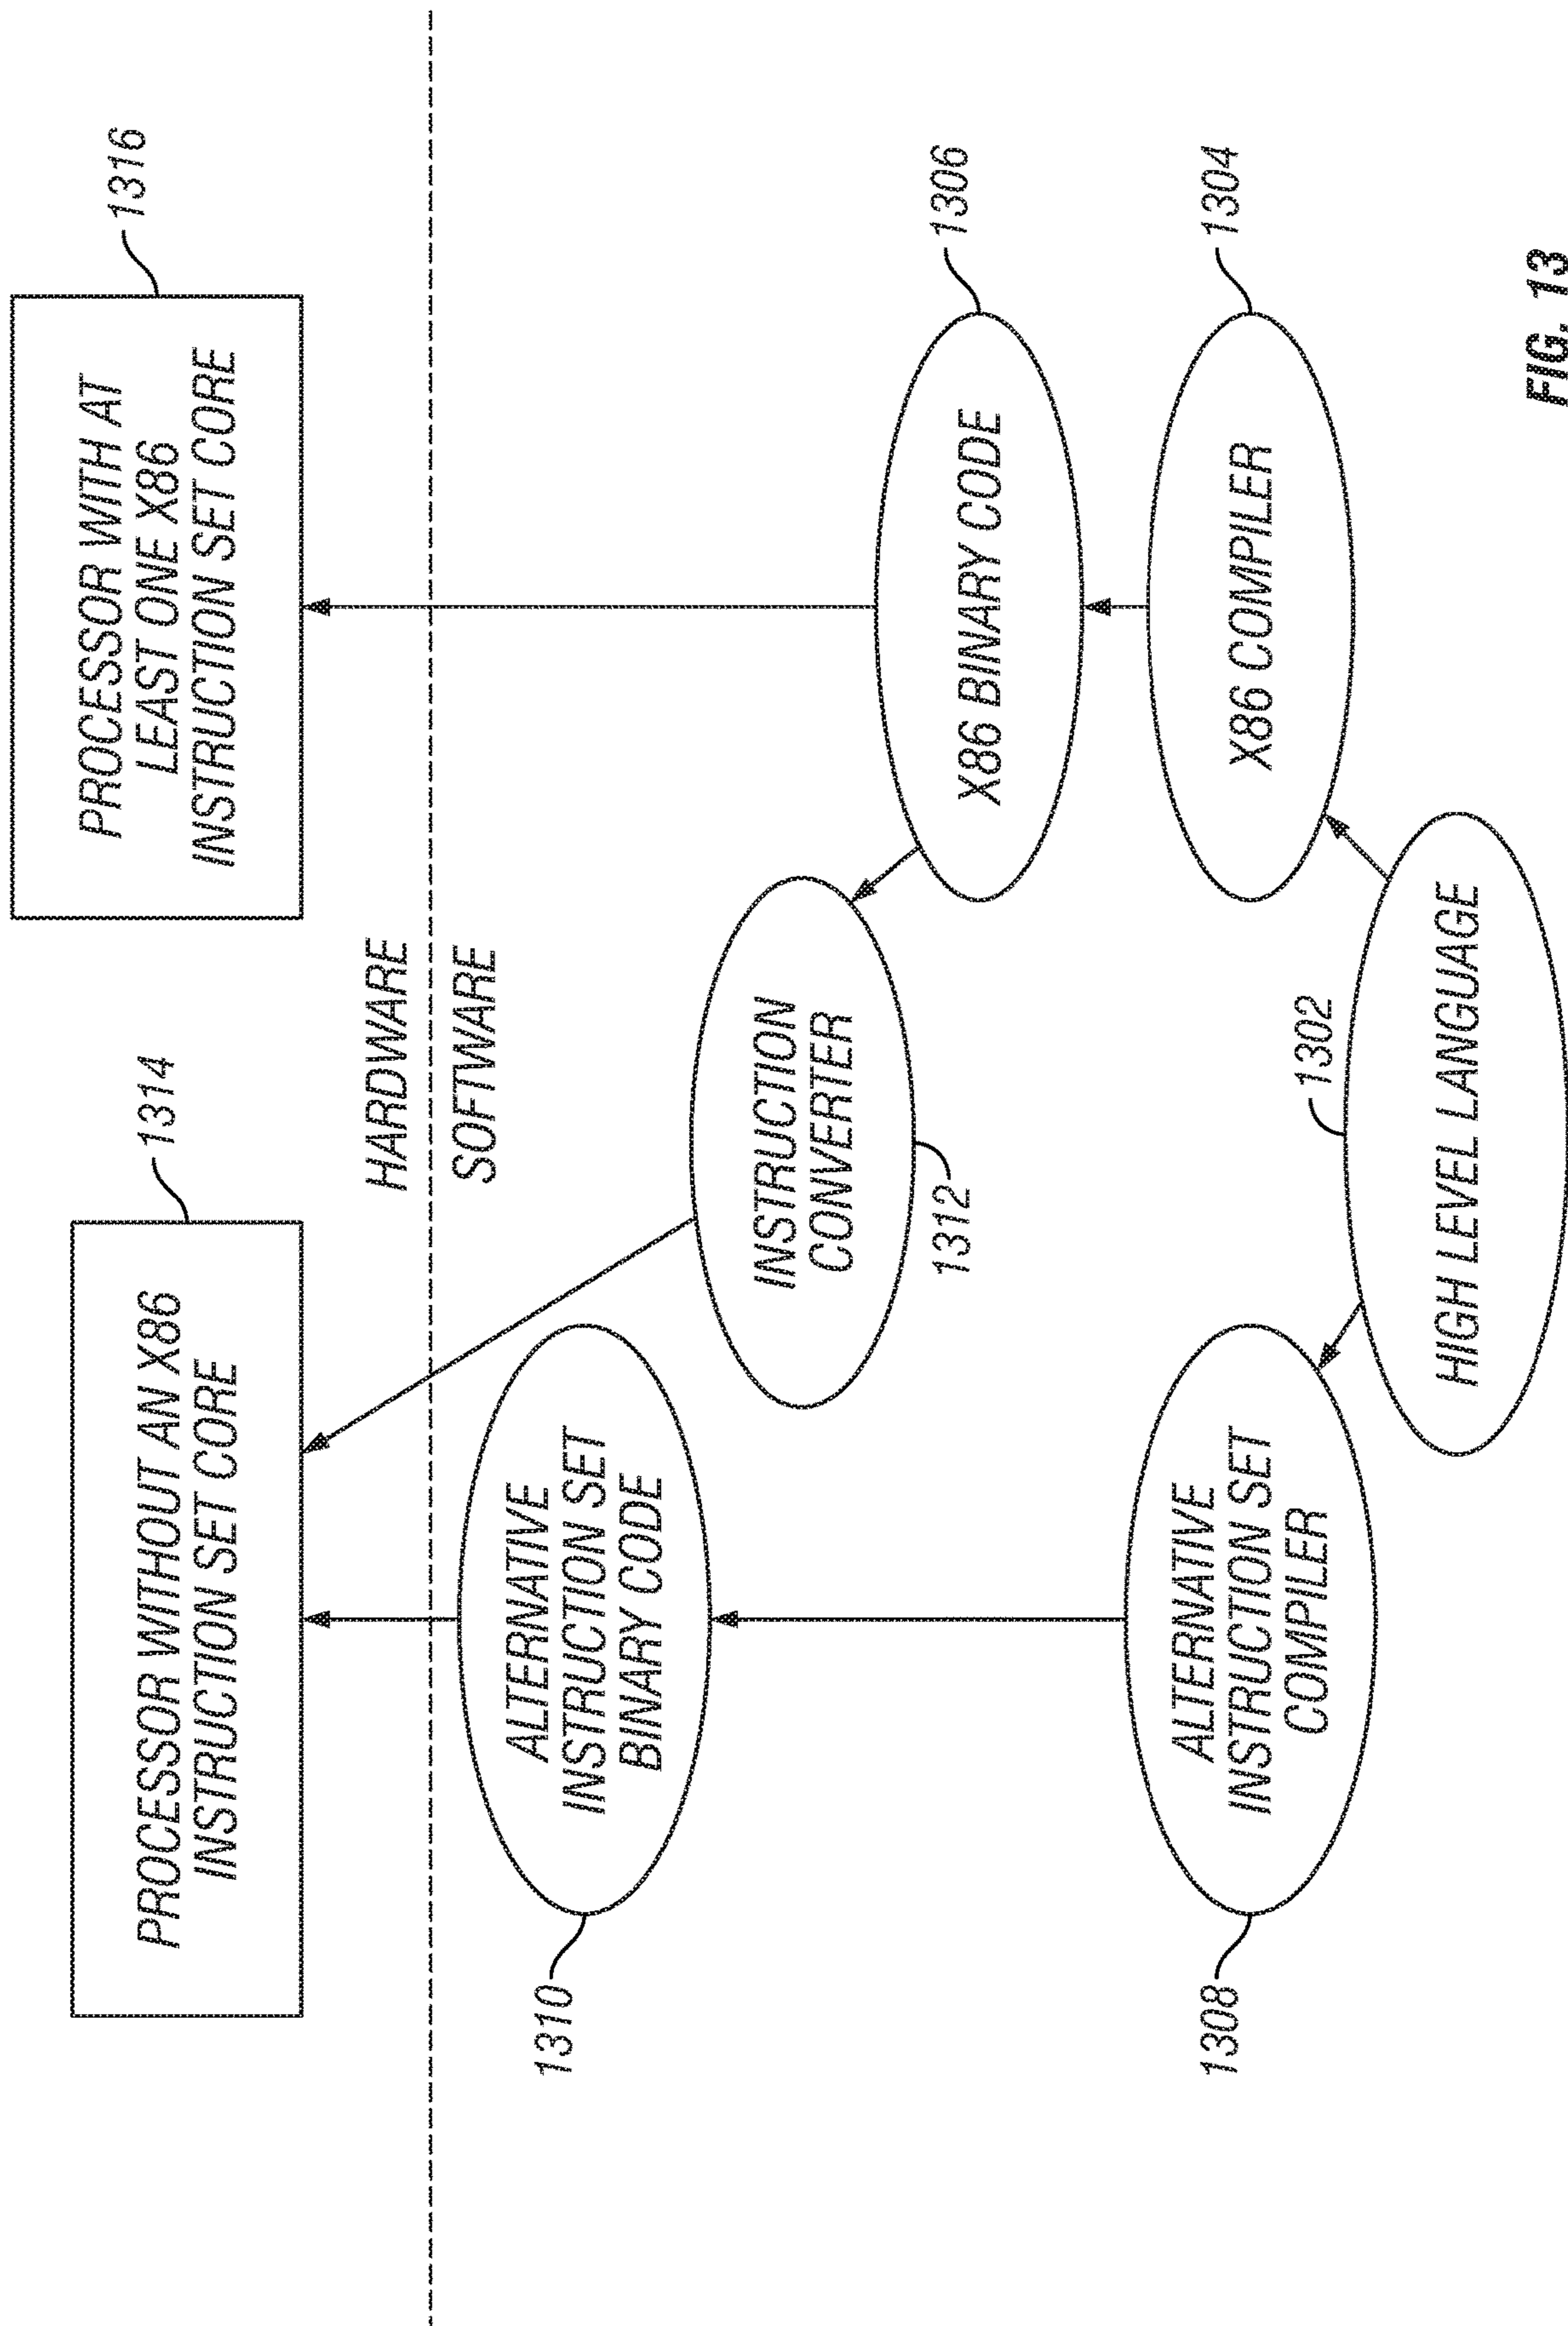 PROCESSOR WITHOUT AN X86
INSTRUCTION SET CORE
1314
PROCESSOR WITH AT
LEAST ONE X86
INSTRUCTION SET CORE
1316
HARDWARE
SOFTWARE
1310
ALTERNATIVE
INSTRUCTION SET
BINARY CODE
INSTRUCTION
CONVERTER
1312
X86 BINARY CODE
1306
1308
ALTERNATIVE
INSTRUCTION SET
COMPILER
X86 COMPILER
1304
1302
HIGH LEVEL LANGUAGE
FIG. 13